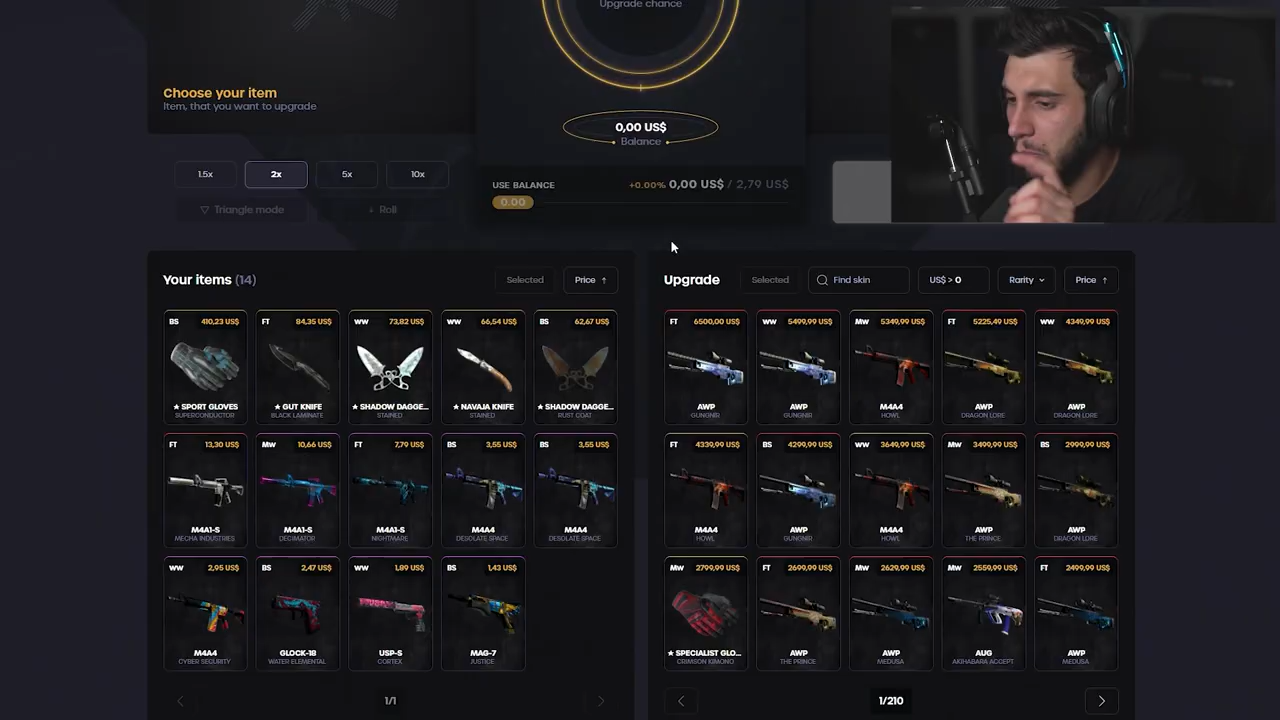 Upgrade chance
Choose your item
Item, that you want to upgrade
0,00 US$
Balance
1.5x 2x 5x 10x
USE BALANCE +0.00% 0,00 US$ / 2,79 US$
0.00
Triangle mode Roll
Your items (14) Selected Price ↑
BS 410,23 US$ FT 84,35 US$ WW 73,82 US$ WW 66,54 US$ BS 62,67 US$
★ SPORT GLOVES ★ GUT KNIFE ★ SHADOW DAGGE... ★ NAVAJA KNIFE ★ SHADOW DAGGE...
SUPERCONDUCTOR BLACK LAMINATE STAINED STAINED RUST COAT
FT 13,30 US$ MW 10,66 US$ FT 7,79 US$ BS 3,55 US$ BS 3,55 US$
M4A1-S M4A1-S M4A1-S M4A4 M4A4
MECHA INDUSTRIES DECIMATOR NIGHTMARE DESOLATE SPACE DESOLATE SPACE
WW 2,95 US$ BS 2,47 US$ WW 1,89 US$ BS 1,43 US$
M4A4 GLOCK-18 USP-S MAG-7
CYBER SECURITY WATER ELEMENTAL CORTEX JUSTICE
1/1
Upgrade Selected Find skin US$ > 0 Rarity Price ↑
FT 6500,00 US$ WW 5499,99 US$ MW 5349,99 US$ FT 5225,49 US$ WW 4349,99 US$
AWP AWP M4A4 AWP AWP
GUNGNIR GUNGNIR HOWL DRAGON LORE DRAGON LORE
FT 4339,99 US$ BS 4299,99 US$ WW 3649,99 US$ MW 3499,99 US$ BS 2999,99 US$
M4A4 AWP M4A4 AWP AWP
HOWL GUNGNIR HOWL THE PRINCE DRAGON LORE
MW 2799,99 US$ FT 2699,99 US$ MW 2629,99 US$ MW 2559,99 US$ FT 2499,99 US$
★ SPECIALIST GLO... AWP AWP AUG AWP
CRIMSON KIMONO THE PRINCE MEDUSA AKIHABARA ACCEPT MEDUSA
1/210